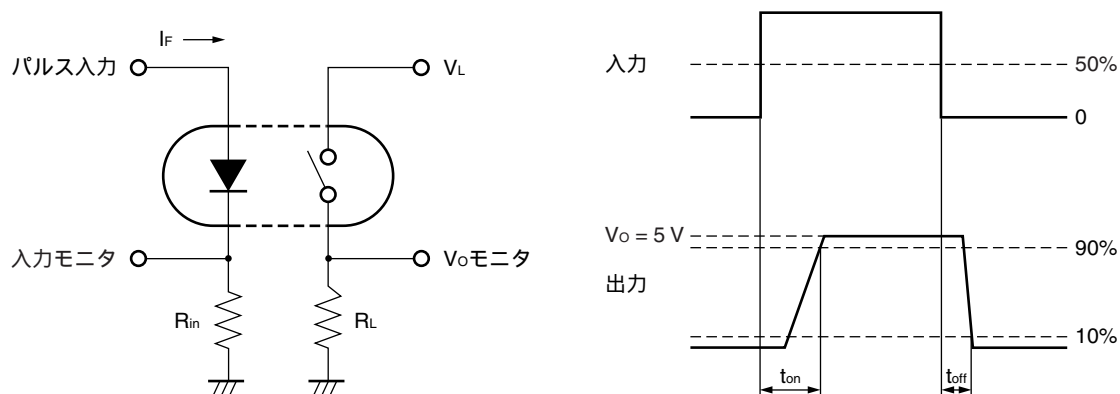 IF
パルス入力
VL
入力モニタ
VOモニタ
Rin
RL
入力
50%
0
VO = 5 V
90%
出力
10%
ton
toff